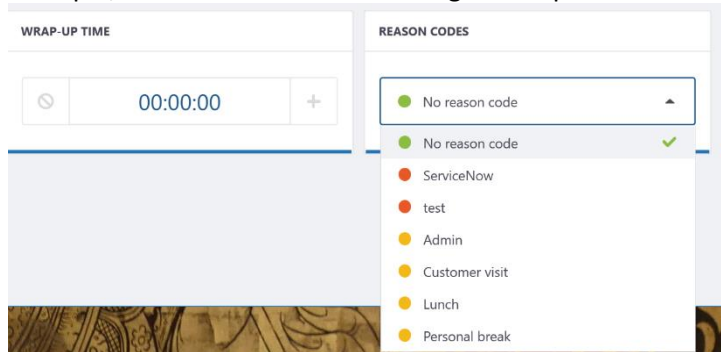 WRAP-UP TIME
REASON CODES
00:00:00
No reason code
No reason code
ServiceNow
test
Admin
Customer visit
Lunch
Personal break